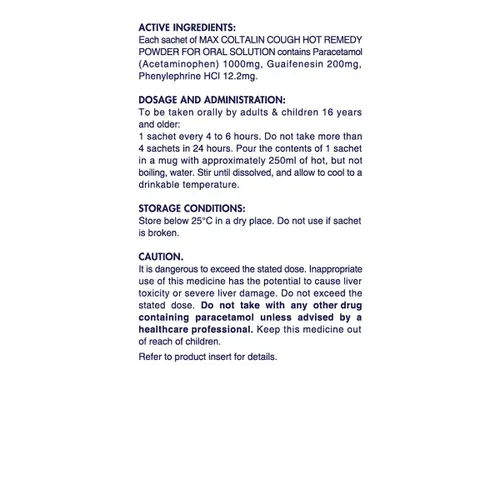 ACTIVE INGREDIENTS:
Each sachet of MAX COLTALIN COUGH HOT REMEDY
POWDER FOR ORAL SOLUTION contains Paracetamol
(Acetaminophen) 1000mg, Guaifenesin 200mg,
Phenylephrine HCl 12.2mg.
DOSAGE AND ADMINISTRATION:
To be taken orally by adults & children 16 years
and older:
1 sachet every 4 to 6 hours. Do not take more than
4 sachets in 24 hours. Pour the contents of 1 sachet
in a mug with approximately 250ml of hot, but not
boiling, water. Stir until dissolved, and allow to cool to a
drinkable temperature.
STORAGE CONDITIONS:
Store below 25°C in a dry place. Do not use if sachet
is broken.
CAUTION.
It is dangerous to exceed the stated dose. Inappropriate
use of this medicine has the potential to cause liver
toxicity or severe liver damage. Do not exceed the
stated dose. Do not take with any other drug
containing paracetamol unless advised by a
healthcare professional. Keep this medicine out
of reach of children.
Refer to product insert for details.